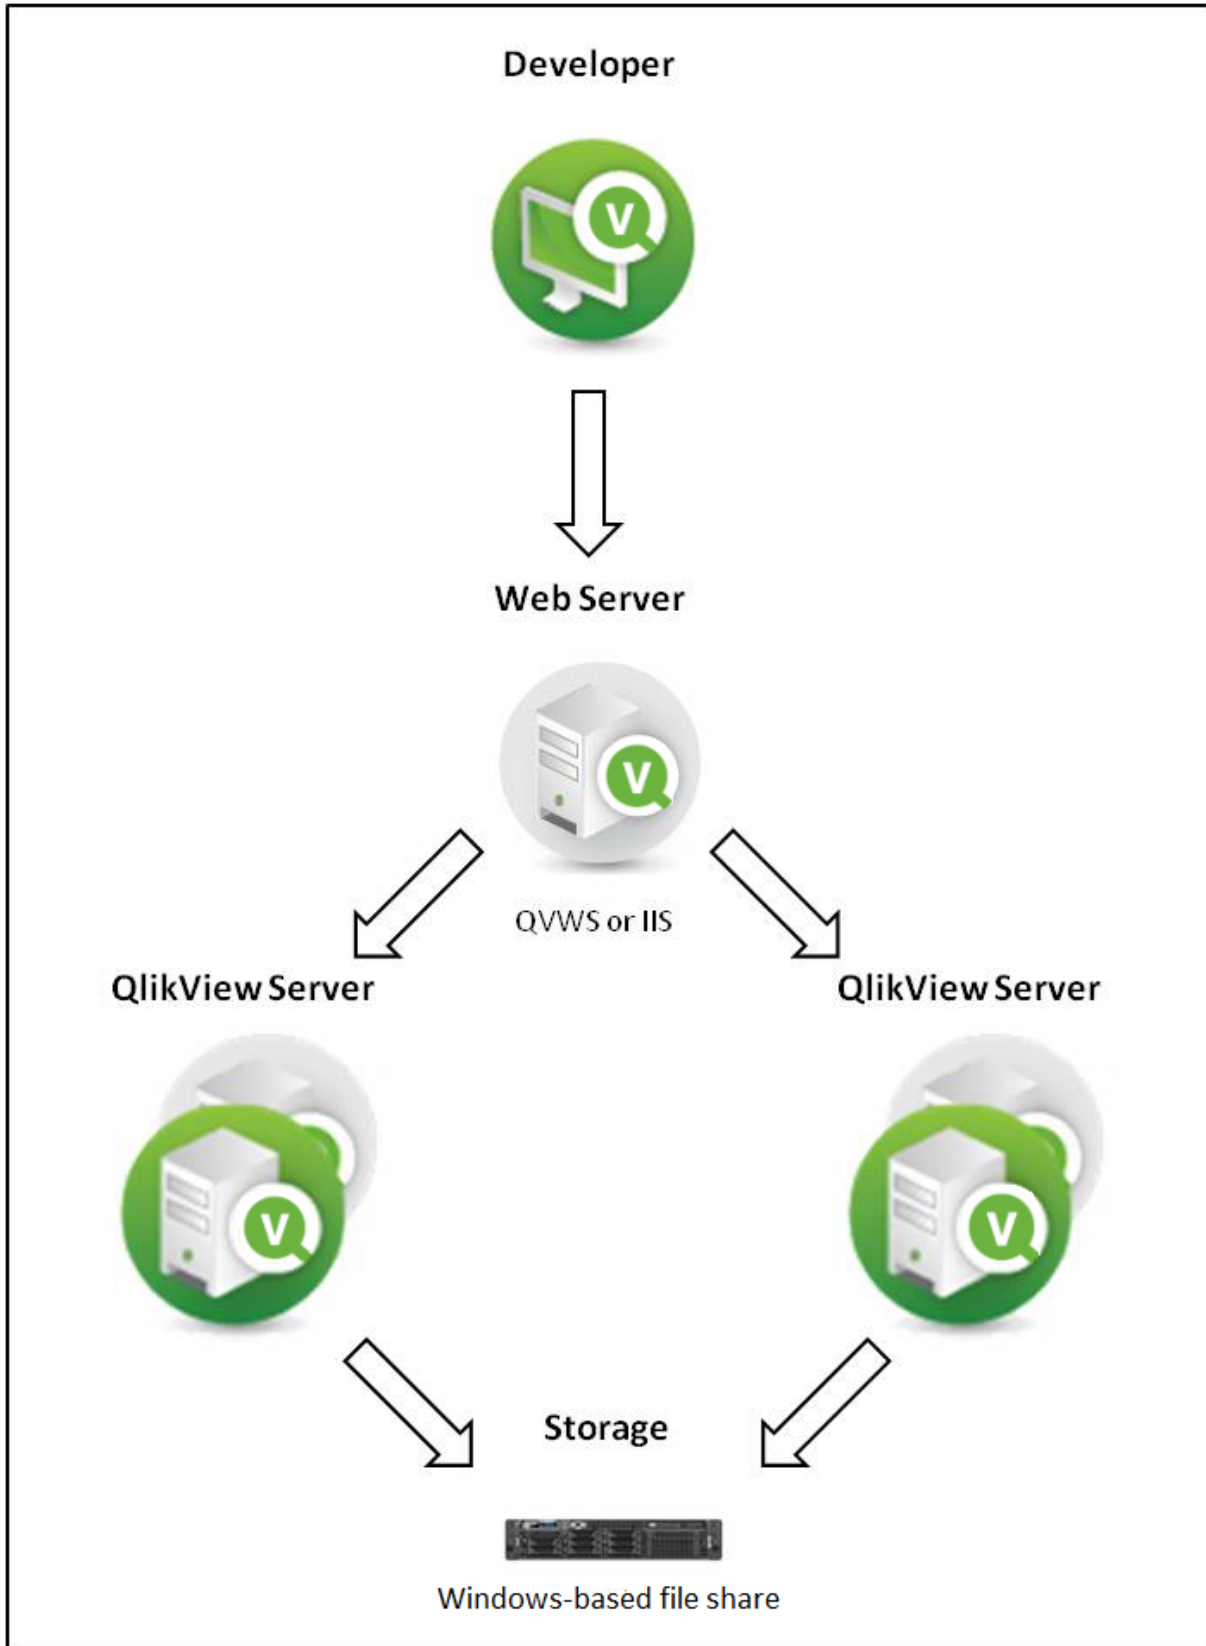 Developer
V
Web Server
V
QVWS or IIS
QlikView Server
QlikView Server
V
V
Storage
Windows-based file share